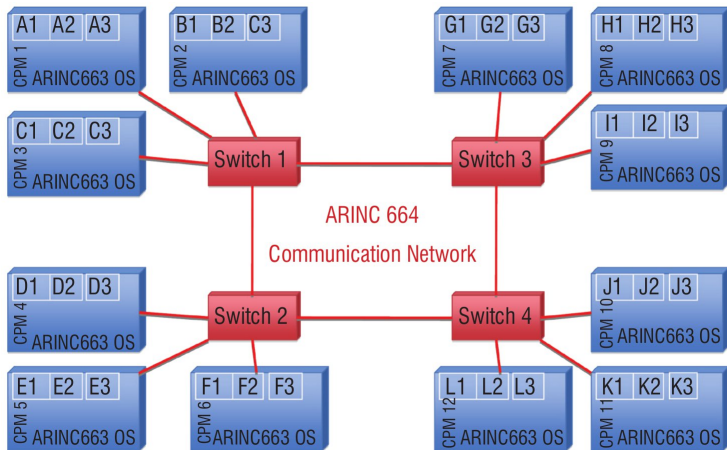 A1 A2 A3
CPM 1
ARINC663 OS
B1 B2 C3
CPM 2
ARINC663 OS
G1 G2 G3
CPM 7
ARINC663 OS
H1 H2 H3
CPM 8
ARINC663 OS
C1 C2 C3
CPM 3
ARINC663 OS
Switch 1
Switch 3
I1 I2 I3
CPM 9
ARINC663 OS
ARINC 664
Communication Network
D1 D2 D3
CPM 4
ARINC663 OS
Switch 2
Switch 4
J1 J2 J3
CPM 10
ARINC663 OS
E1 E2 E3
CPM 5
ARINC663 OS
F1 F2 F3
CPM 6
ARINC663 OS
L1 L2 L3
CPM 12
ARINC663 OS
K1 K2 K3
CPM 11
ARINC663 OS